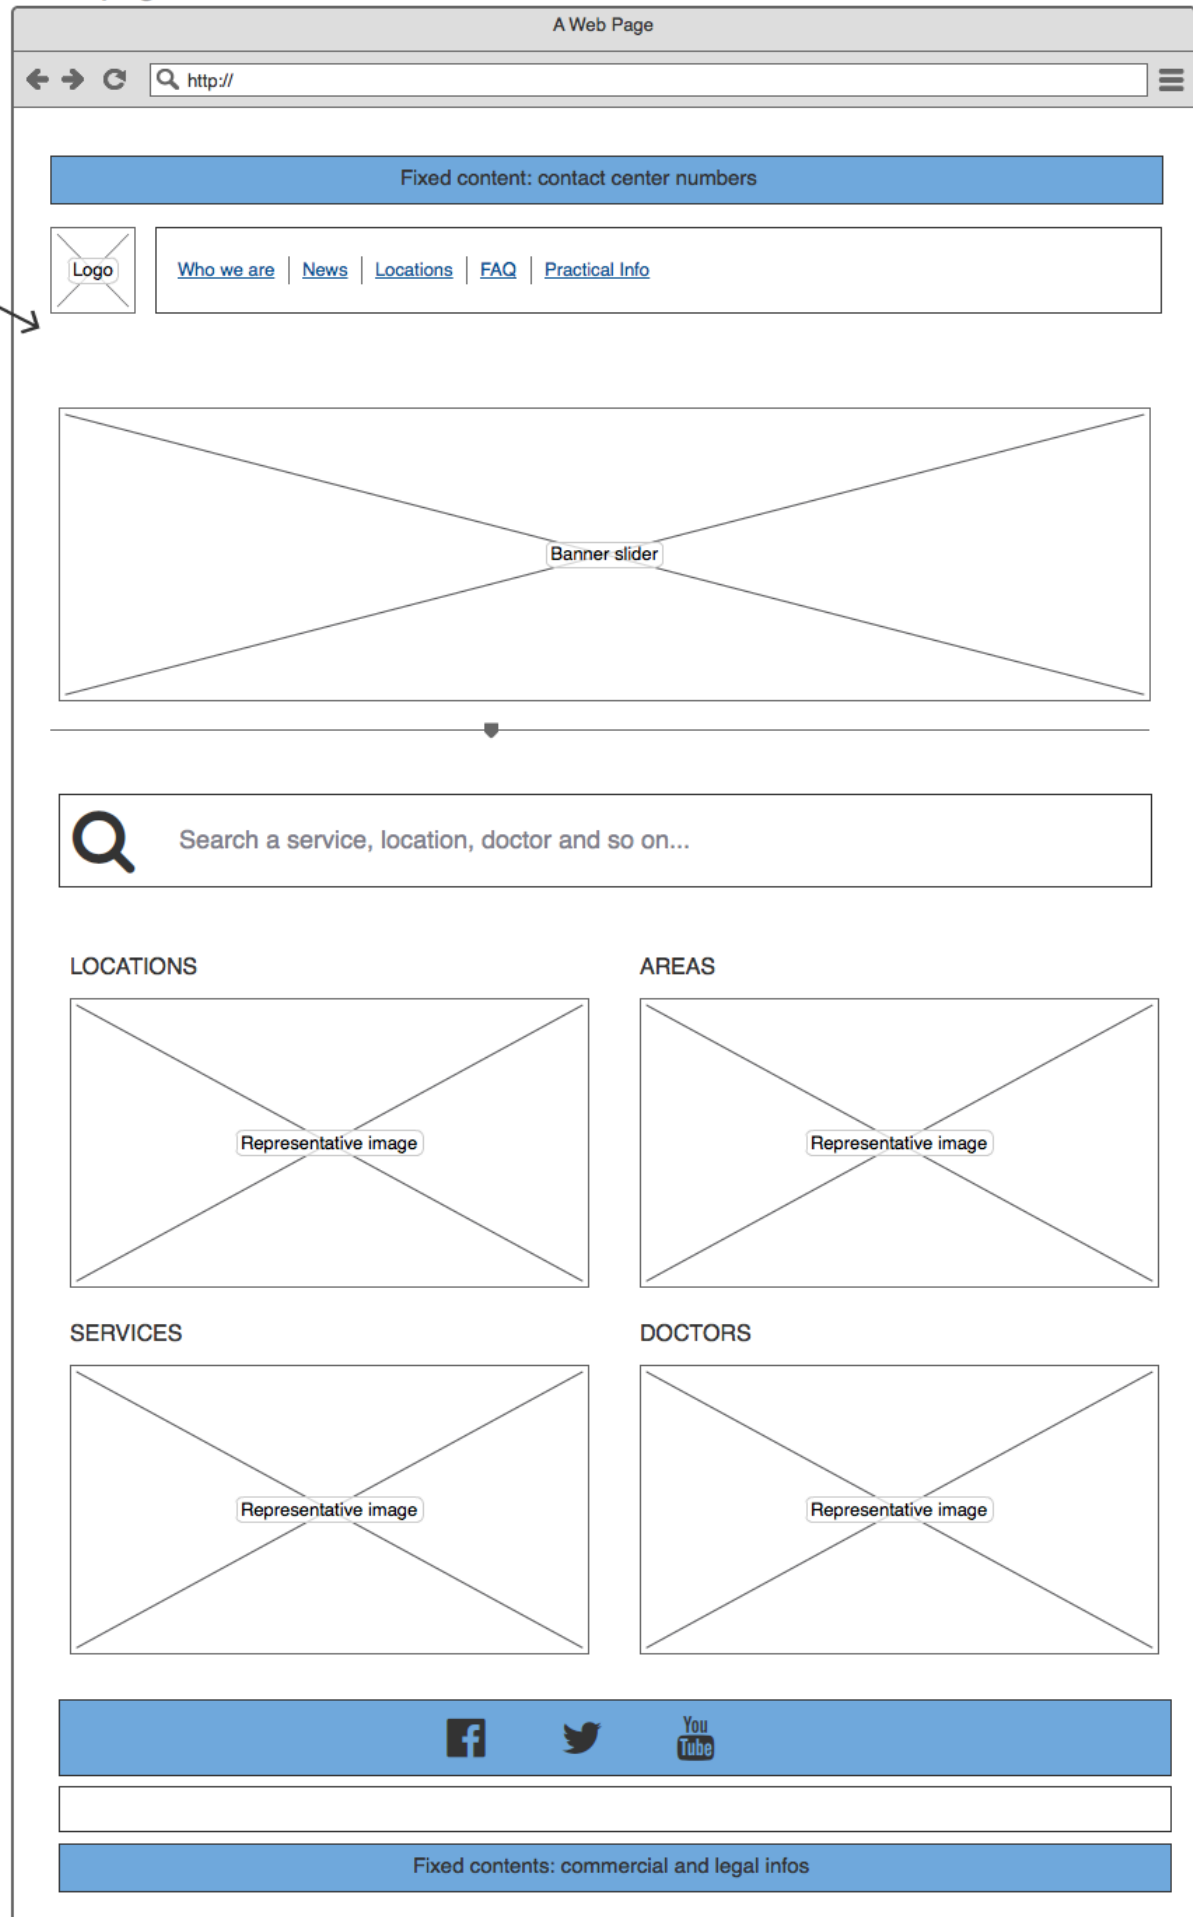 A Web Page
http://
Fixed content: contact center numbers
Logo
Who we are | News | Locations | FAQ | Practical Info
Banner slider
Search a service, location, doctor and so on...
LOCATIONS AREAS
Representative image Representative image
SERVICES DOCTORS
Representative image Representative image
You
Tube
Fixed contents: commercial and legal infos